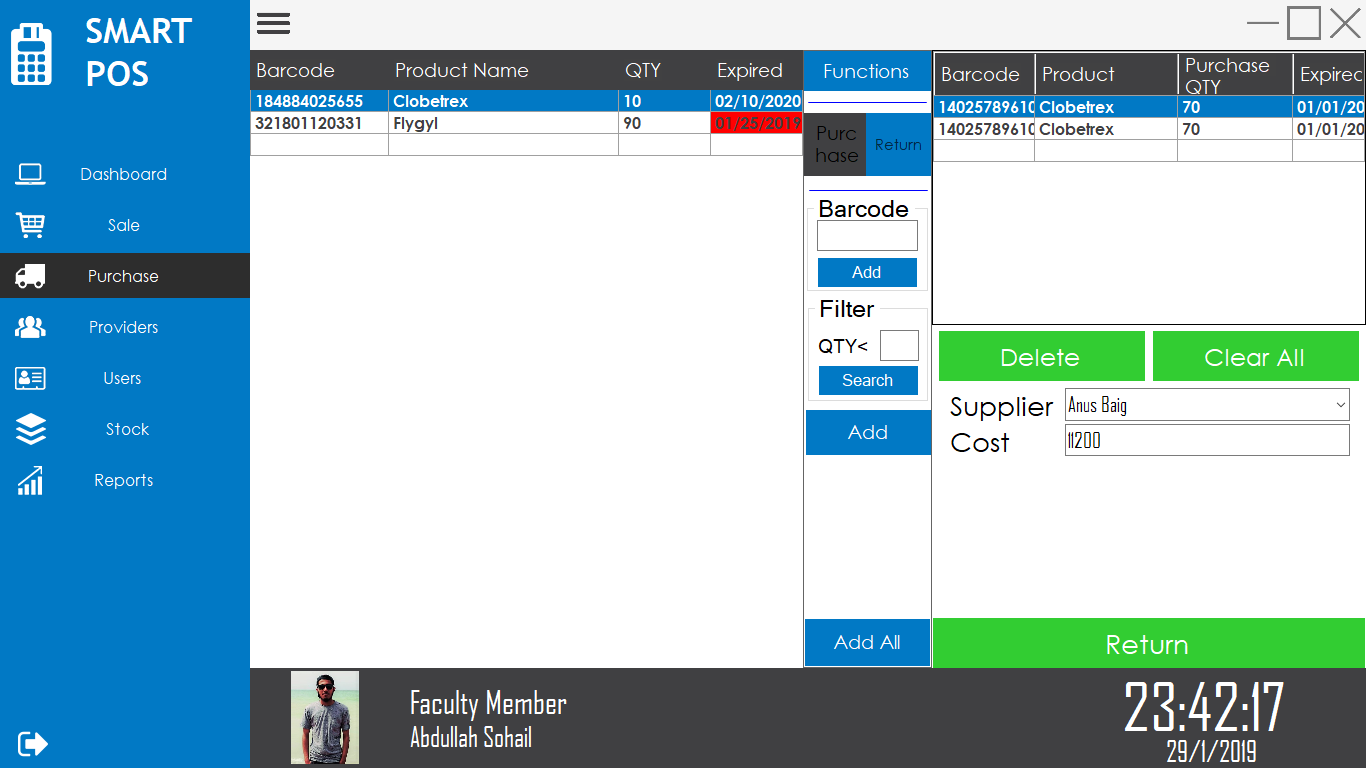 SMART
POS
Dashboard
Sale
Purchase
Providers
Users
Stock
Reports
Barcode Product Name QTY Expired
184884025655 Clobetrex 10 02/10/2020
321801120331 Flygyl 90 01/25/2019
Functions
Purc
hase
Return
Barcode
Add
Filter
QTY<
Search
Add
Add All
Barcode Product Purchase
QTY Expired
14025789610 Clobetrex 70 01/01/20
14025789610 Clobetrex 70 01/01/20
Delete Clear All
Supplier Anus Baig
Cost 11200
Return
Faculty Member
Abdullah Sohail
23:42:17
29/1/2019